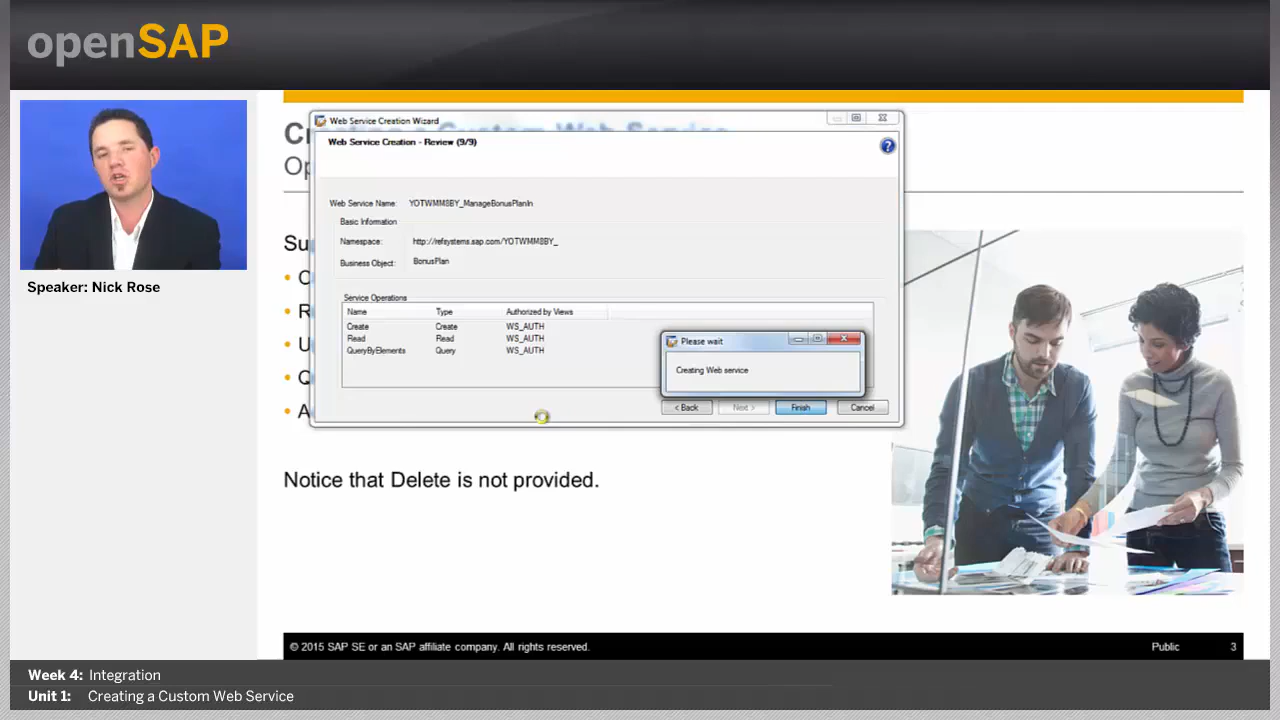 openSAP
Speaker: Nick Rose
Web Service Creation Wizard
Web Service Creation - Review (9/9)
Web Service Name: YOTWMM8BY_ManageBonusPlanIn
Basic Information
Namespace: http://refsystems.sap.com/YOTWMM8BY_
Business Object: BonusPlan
Service Operations
Name Type Authorized by Views
Create Create WS_AUTH
Read Read WS_AUTH
QueryByElements Query WS_AUTH
Please wait
Creating Web service
< Back Next > Finish Cancel
Notice that Delete is not provided.
© 2015 SAP SE or an SAP affiliate company. All rights reserved. Public 3
Week 4: Integration
Unit 1: Creating a Custom Web Service